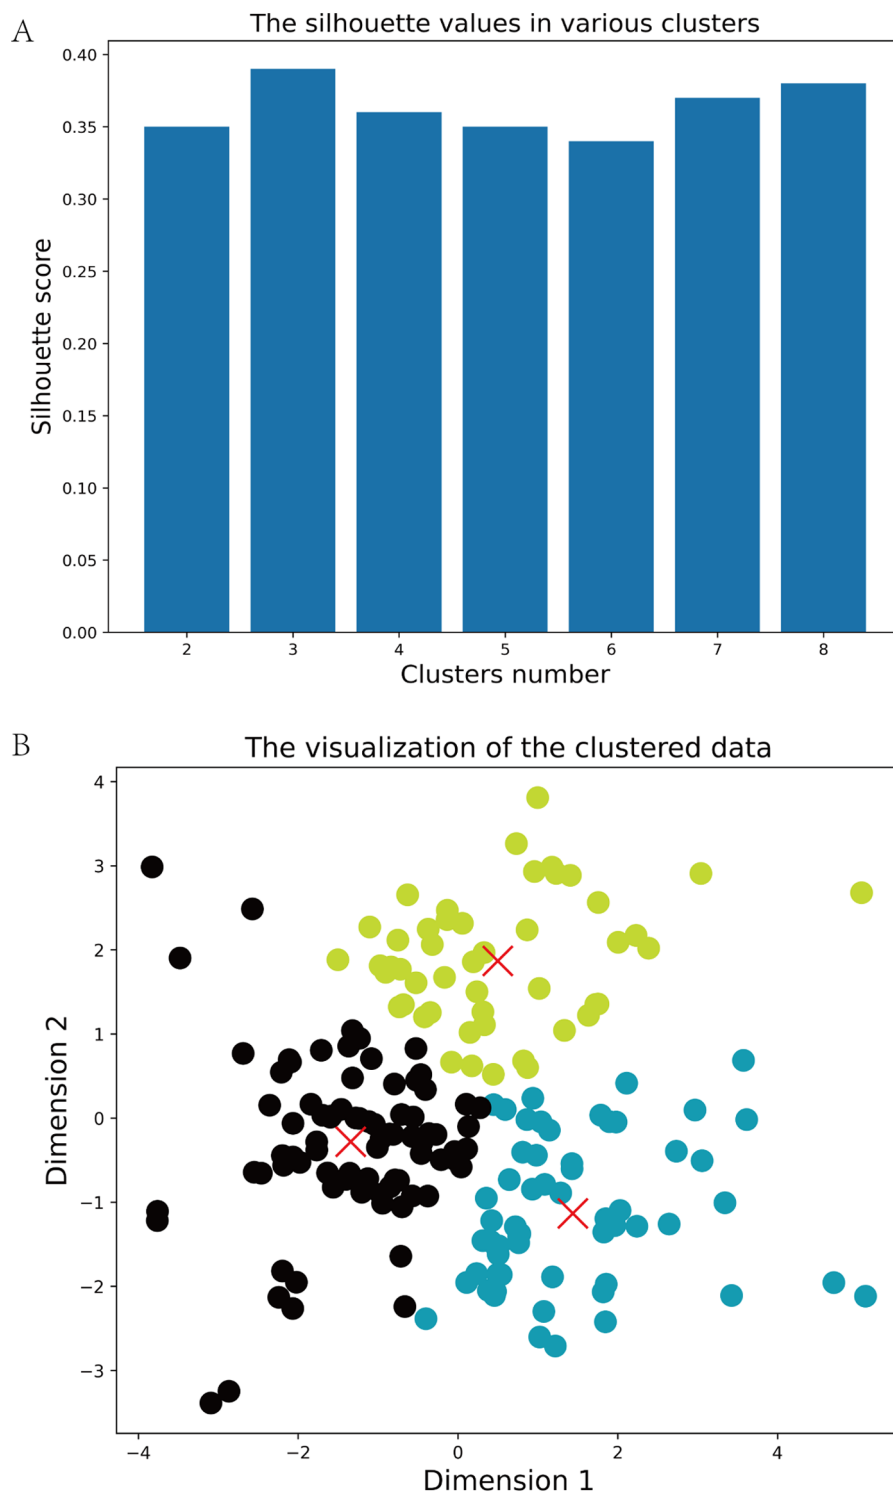 A
The silhouette values in various clusters
0.40
0.35
0.30
0.25
0.20
0.15
0.10
0.05
0.00
Silhouette score
2 3 4 5 6 7 8
Clusters number
B
The visualization of the clustered data
4
3
2
1
0
−1
−2
−3
Dimension 2
−4 −2 0 2 4
Dimension 1